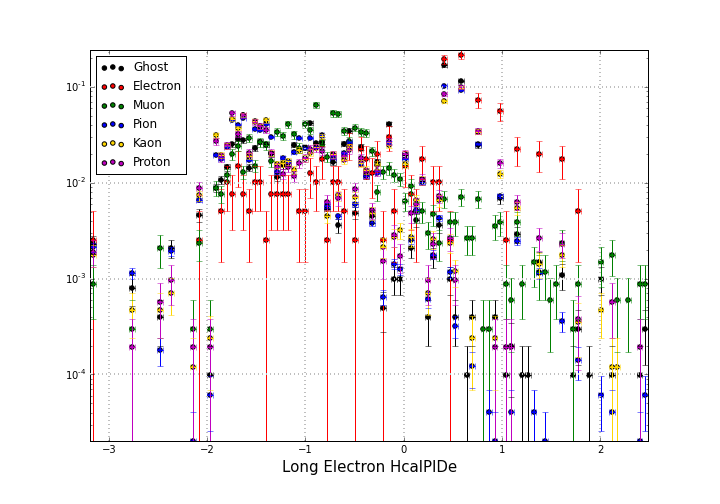 Ghost
Electron
Muon
Pion
Kaon
Proton
10⁻¹
10⁻²
10⁻³
10⁻⁴
−3 −2 −1 0 1 2
Long Electron HcalPIDe